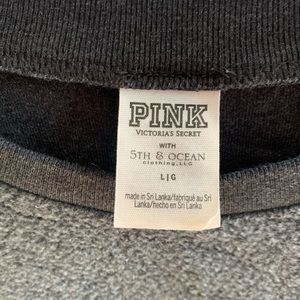 PINK
VICTORIA'S SECRET
WITH
5TH & OCEAN
clothing, LLC
L|G
made in Sri Lanka/fabriqué au Sri
Lanka/hecho en Sri Lanka